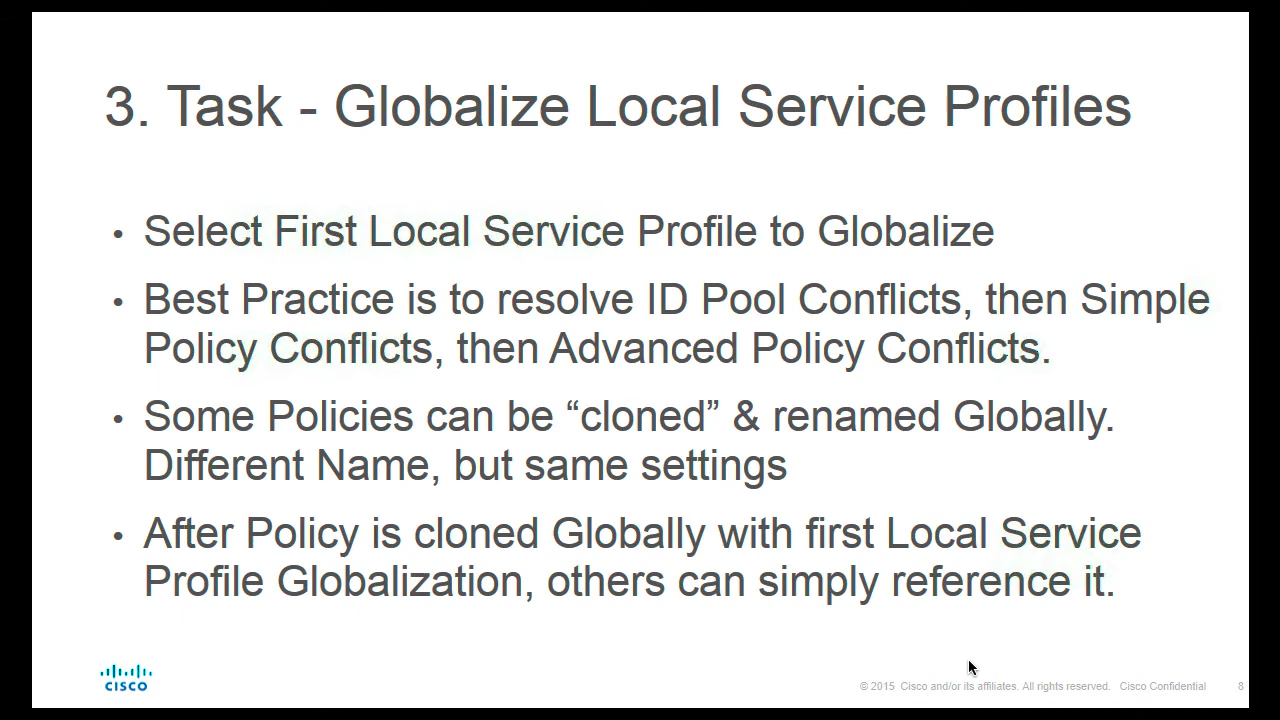 3. Task - Globalize Local Service Profiles
• Select First Local Service Profile to Globalize
• Best Practice is to resolve ID Pool Conflicts, then Simple
Policy Conflicts, then Advanced Policy Conflicts.
• Some Policies can be “cloned” & renamed Globally.
Different Name, but same settings
• After Policy is cloned Globally with first Local Service
Profile Globalization, others can simply reference it.
CISCO
© 2015 Cisco and/or its affiliates. All rights reserved. Cisco Confidential 8